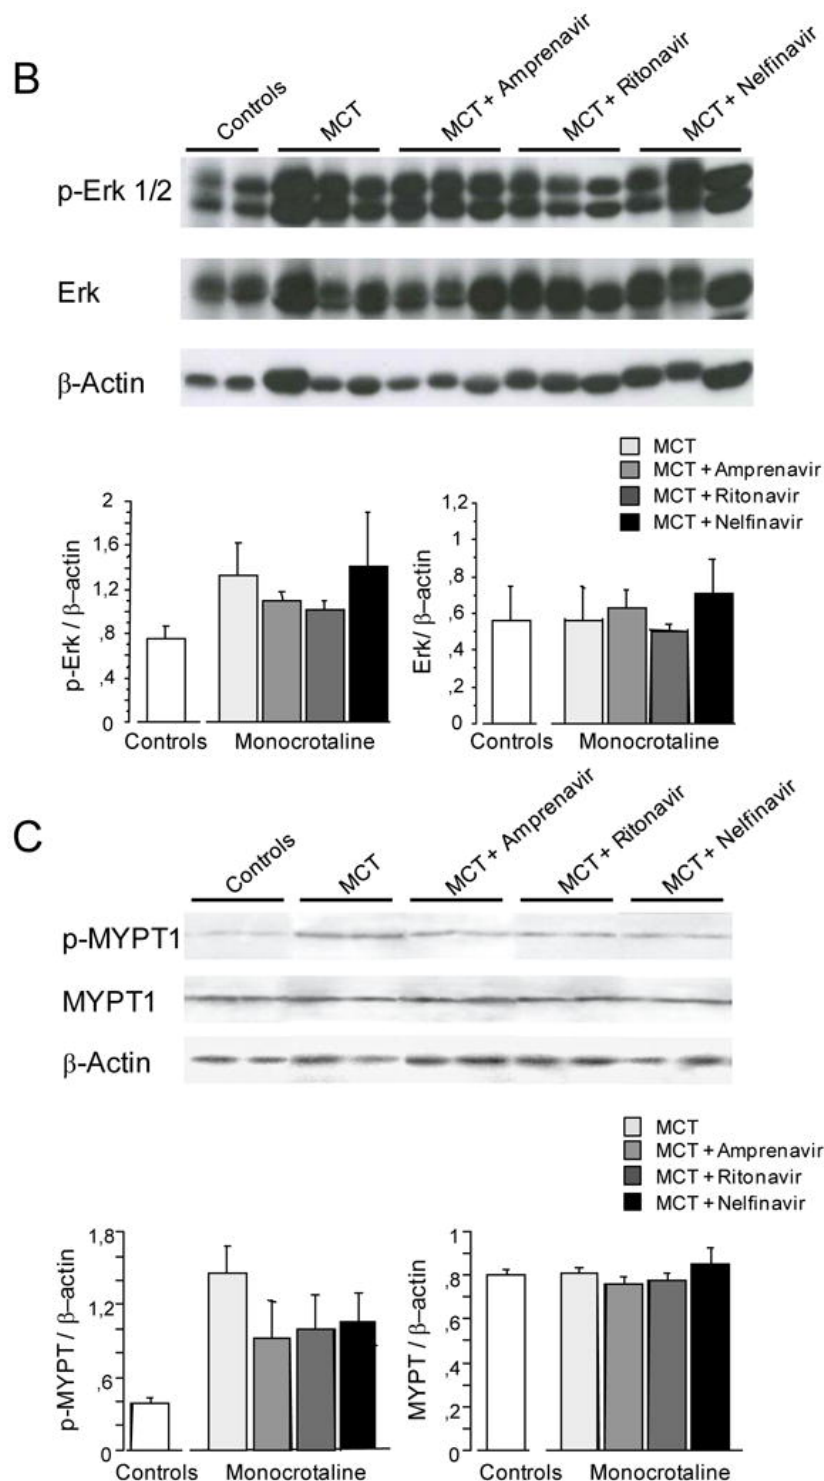 B
Controls
MCT
MCT + Amprenavir
MCT + Ritonavir
MCT + Nelfinavir
p-Erk 1/2
Erk
β-Actin
MCT
MCT + Amprenavir
MCT + Ritonavir
MCT + Nelfinavir
p-Erk / β–actin
2
1,6
1,2
,8
,4
0
Controls
Monocrotaline
Erk/ β–actin
1,2
1
,8
,6
,4
,2
0
Controls
Monocrotaline
C
Controls
MCT
MCT + Amprenavir
MCT + Ritonavir
MCT + Nelfinavir
p-MYPT1
MYPT1
β-Actin
MCT
MCT + Amprenavir
MCT + Ritonavir
MCT + Nelfinavir
p-MYPT / β–actin
1,8
1,2
,6
0
Controls
Monocrotaline
MYPT / β–actin
1
,8
,6
,4
,2
0
Controls
Monocrotaline